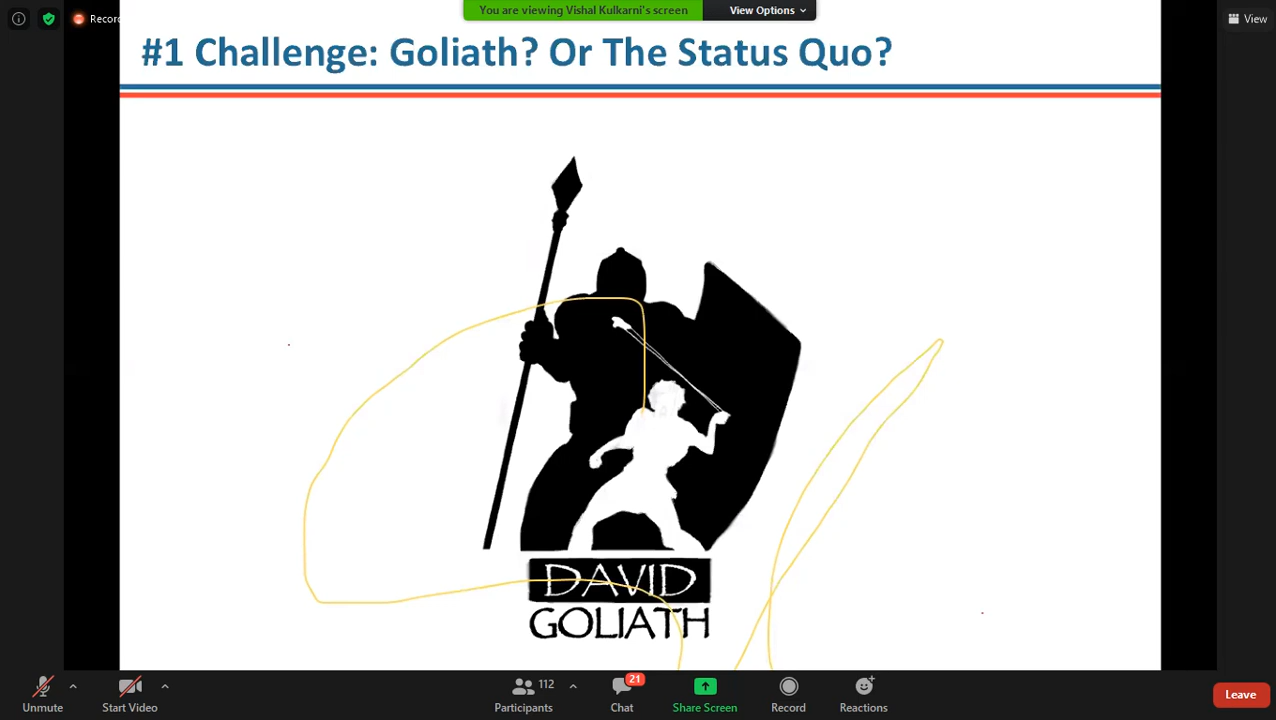 Record
You are viewing Vishal Kulkarni's screen
View Options
View
#1 Challenge: Goliath? Or The Status Quo?
DAVID
GOLIATH
Unmute
Start Video
Participants
112
Chat
21
Share Screen
Record
Reactions
Leave